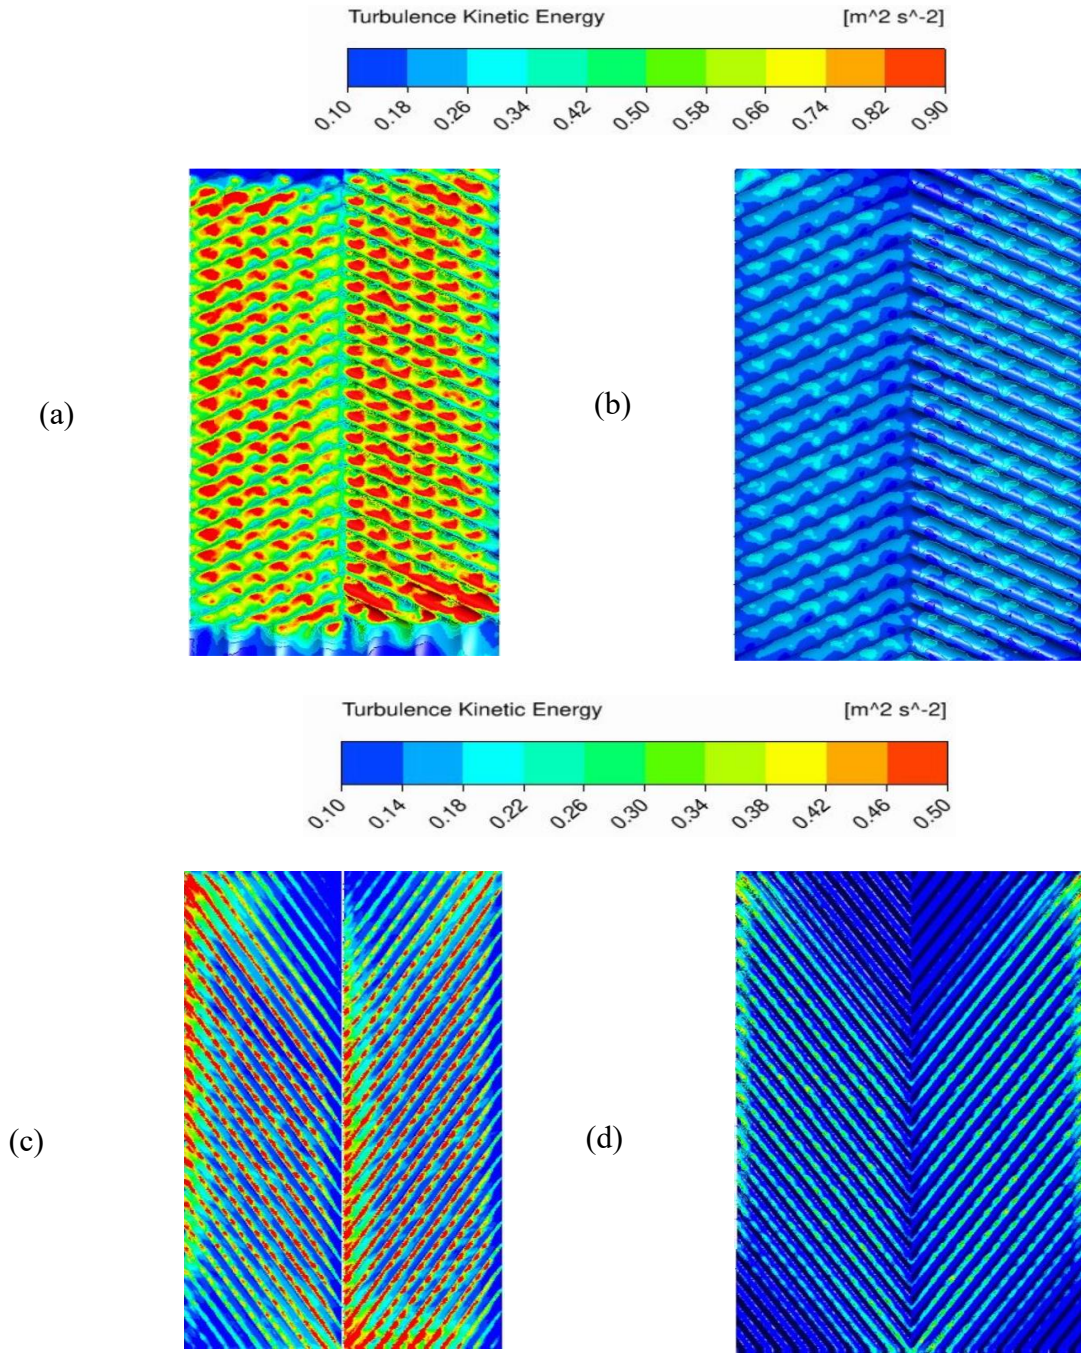 Turbulence Kinetic Energy [m^2 s^-2]
0.10 0.18 0.26 0.34 0.42 0.50 0.58 0.66 0.74 0.82 0.90
(a) (b)
Turbulence Kinetic Energy [m^2 s^-2]
0.10 0.14 0.18 0.22 0.26 0.30 0.34 0.38 0.42 0.46 0.50
(c) (d)